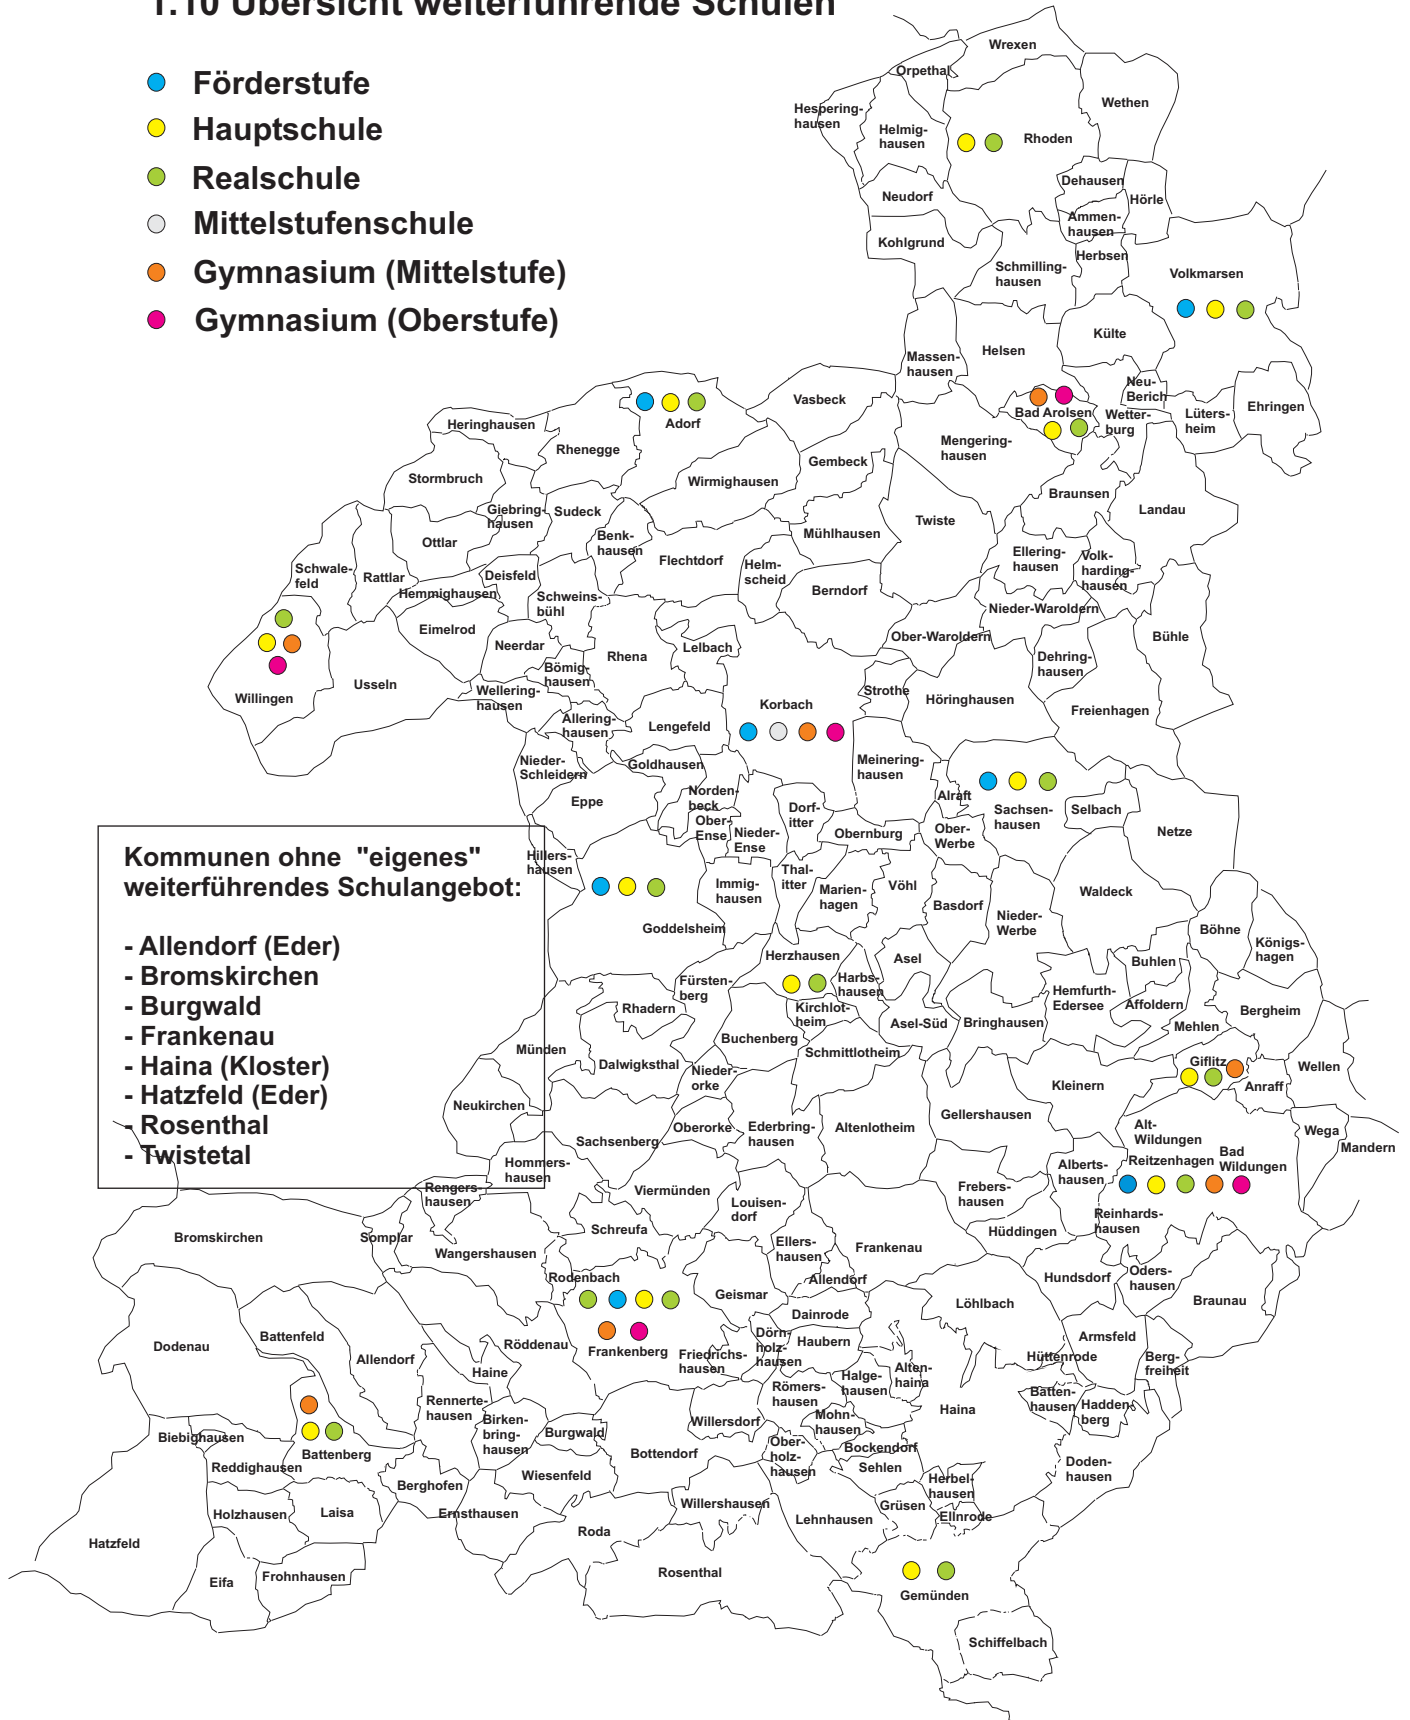 1.10 Übersicht weiterführende Schulen
Förderstufe
Hauptschule
Realschule
Mittelstufenschule
Gymnasium (Mittelstufe)
Gymnasium (Oberstufe)
Wrexen
Orpethal
Wethen
Hespering-
hausen
Helmig-
hausen
Rhoden
Dehausen
Neudorf
Hörle
Ammen-
hausen
Kohlgrund
Herbsen
Schmilling-
hausen
Volkmarsen
Külte
Helsen
Massen-
hausen
Neu-
Berich
Vasbeck
Ehringen
Bad Arolsen
Wetter-
burg
Lüters-
heim
Adorf
Heringhausen
Rhenegge
Mengering-
hausen
Gembeck
Stormbruch
Wirmighausen
Braunsen
Landau
Giebring-
hausen
Sudeck
Twiste
Mühlhausen
Benk-
hausen
Ottlar
Ellering-
hausen
Volk-
harding-
hausen
Flechtdorf
Helm-
scheid
Schwale-
feld
Rattlar
Deisfeld
Hemmighausen
Berndorf
Schweins-
bühl
Nieder-Waroldern
Eimelrod
Ober-Waroldern
Bühle
Neerdar
Lelbach
Rhena
Dehring-
hausen
Bömig-
hausen
Usseln
Willingen
Wellering-
hausen
Strothe
Höringhausen
Korbach
Freienhagen
Allering-
hausen
Lengefeld
Nieder-
Schleidern
Goldhausen
Meinering-
hausen
Eppe
Norden-
beck
Alraft
Sachsen-
hausen
Selbach
Dorf-
itter
Ober-
Ense
Nieder-
Ense
Obernburg
Ober-
Werbe
Netze
Kommunen ohne "eigenes"
weiterführendes Schulangebot:
- Allendorf (Eder)
- Bromskirchen
- Burgwald
- Frankenau
- Haina (Kloster)
- Hatzfeld (Eder)
- Rosenthal
- Twistetal
Hillers-
hausen
Immig-
hausen
Thal-
itter
Marien-
hagen
Vöhl
Basdorf
Waldeck
Nieder-
Werbe
Goddelsheim
Böhne
Königs-
hagen
Herzhausen
Asel
Buhlen
Fürsten-
berg
Harbs-
hausen
Hemfurth-
Edersee
Affoldern
Rhadern
Kirchlot-
heim
Bergheim
Asel-Süd
Bringhausen
Mehlen
Buchenberg
Münden
Schmittlotheim
Dalwigksthal
Giflitz
Wellen
Nieder-
orke
Kleinern
Anraff
Neukirchen
Gellershausen
Oberorke
Ederbring-
hausen
Altenlotheim
Alt-
Wildungen
Wega
Sachsenberg
Mandern
Reitzenhagen
Bad
Wildungen
Hommers-
hausen
Alberts-
hausen
Rengers-
hausen
Viermünden
Frebers-
hausen
Louisen-
dorf
Reinhards-
hausen
Schreufa
Hüddingen
Bromskirchen
Somplar
Ellers-
hausen
Frankenau
Wangershausen
Rodenbach
Allendorf
Hundsdorf
Oders-
hausen
Geismar
Löhlbach
Braunau
Dainrode
Battenfeld
Dörn-
holz-
hausen
Haubern
Armsfeld
Dodenau
Röddenau
Frankenberg
Friedrichs-
hausen
Allendorf
Hüttenrode
Berg-
freiheit
Haine
Alten-
haina
Halge-
hausen
Römers-
hausen
Batten-
hausen
Hadden-
berg
Rennerte-
hausen
Haina
Birken-
bring-
hausen
Willersdorf
Mohn-
hausen
Burgwald
Biebighausen
Ober-
holz-
hausen
Bockendorf
Battenberg
Bottendorf
Reddighausen
Sehlen
Doden-
hausen
Wiesenfeld
Berghofen
Herbel-
hausen
Willershausen
Grüsen
Holzhausen
Laisa
Ernsthausen
Lehnhausen
Ellnrode
Roda
Hatzfeld
Rosenthal
Frohnhausen
Eifa
Gemünden
Schiffelbach